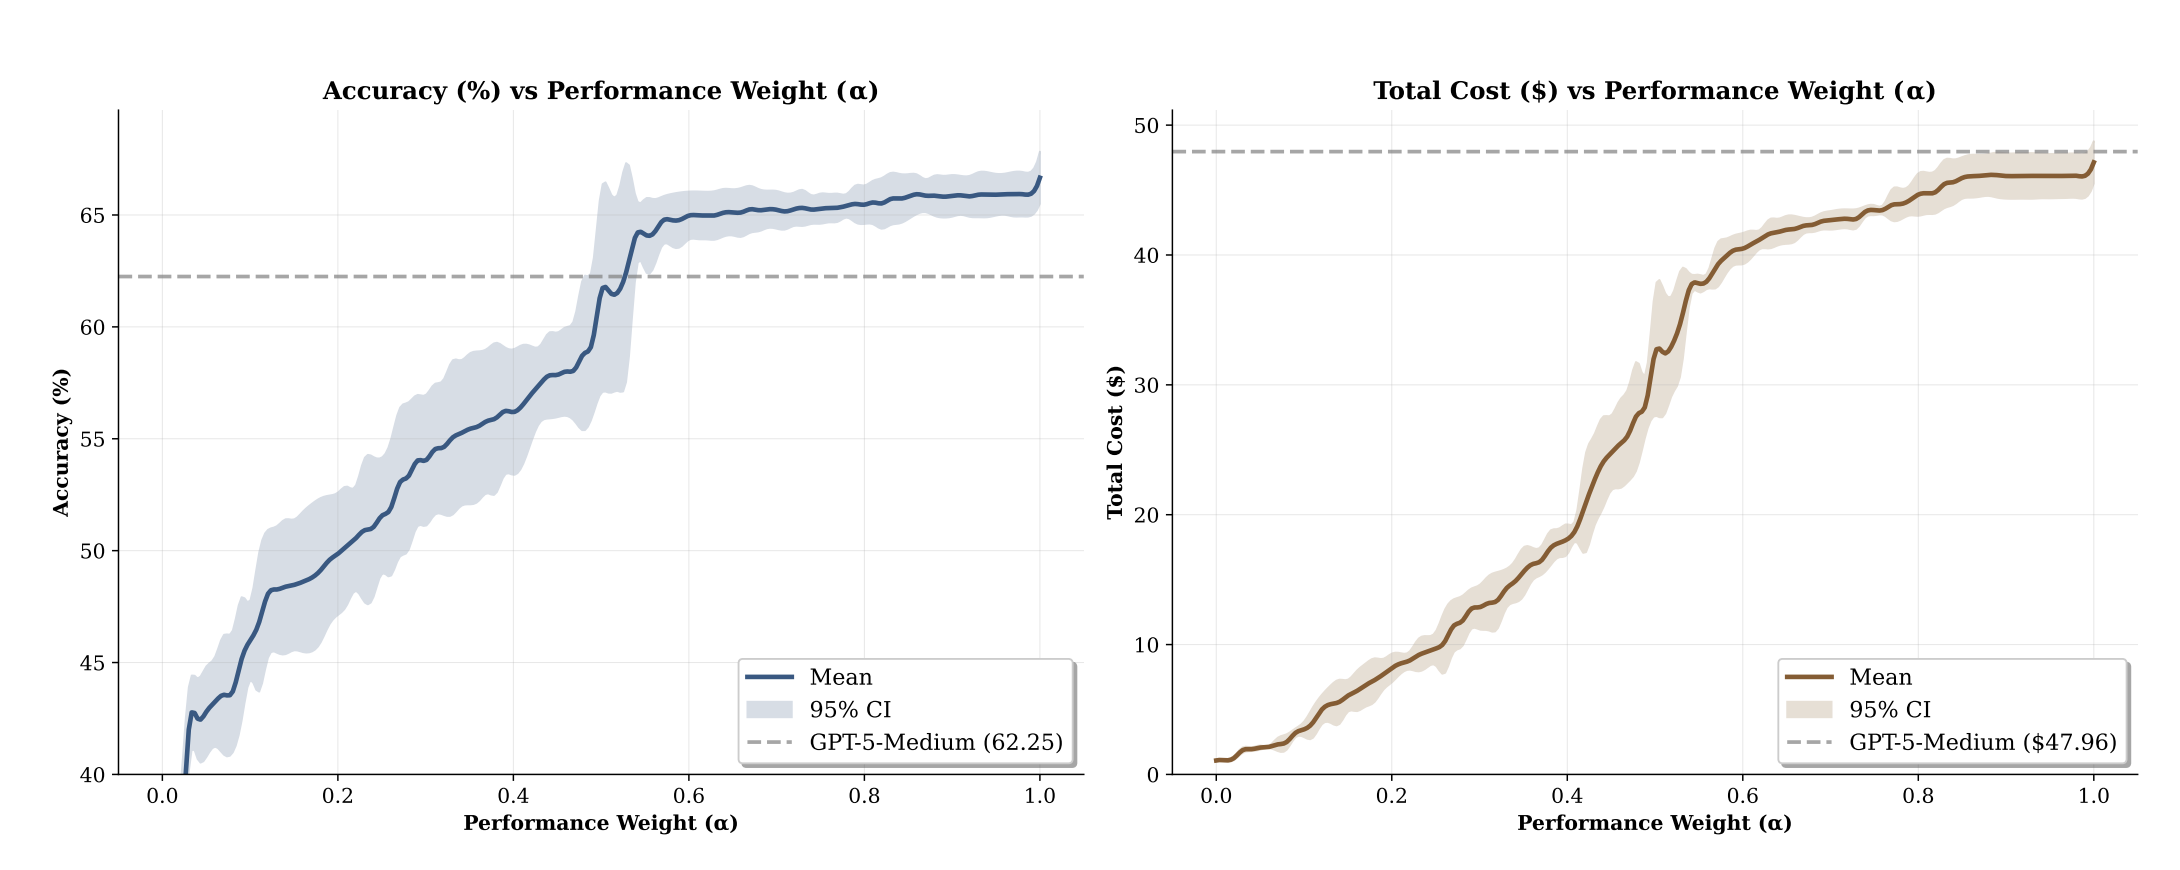 Accuracy (%) vs Performance Weight (α)
Accuracy (%)
65
60
55
50
45
40
0.0 0.2 0.4 0.6 0.8 1.0
Performance Weight (α)
Mean
95% CI
GPT-5-Medium (62.25)
Total Cost ($) vs Performance Weight (α)
Total Cost ($)
50
40
30
20
10
0
0.0 0.2 0.4 0.6 0.8 1.0
Performance Weight (α)
Mean
95% CI
GPT-5-Medium ($47.96)